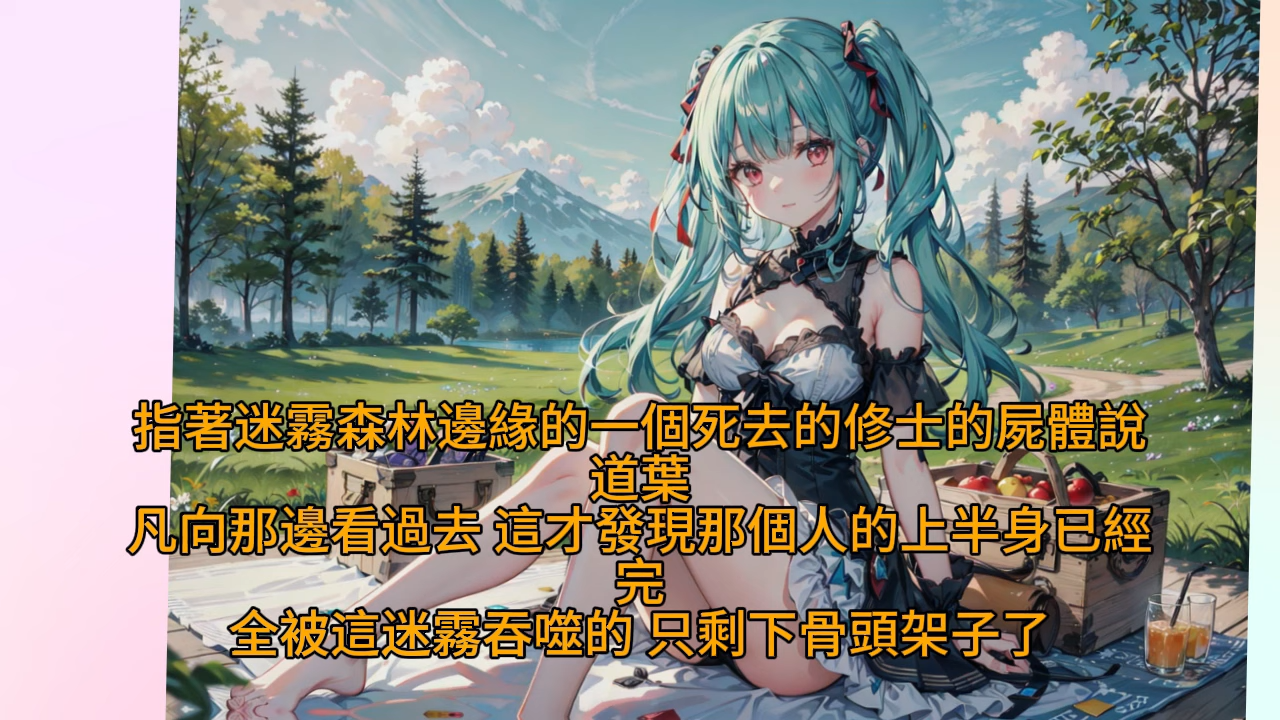 指著迷霧森林邊緣的一個死去的修士的屍體說
道葉
凡向那邊看過去 這才發現那個人的上半身已經
完
全被這迷霧吞噬的 只剩下骨頭架子了